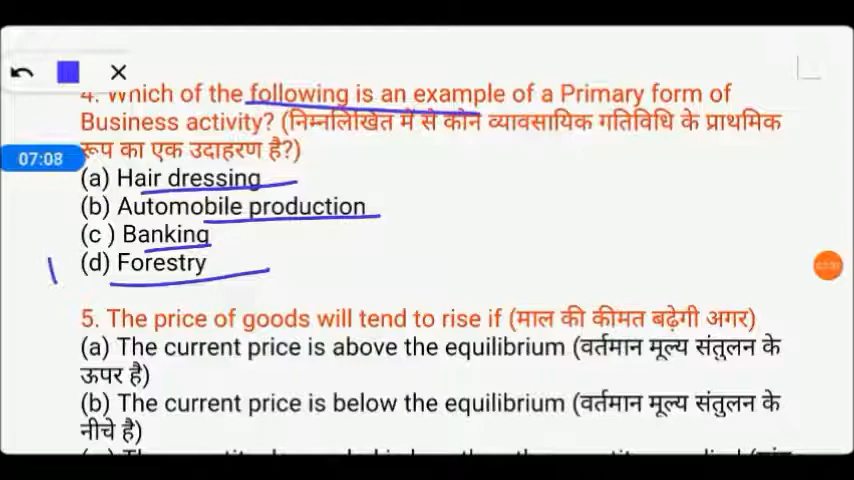 4. Which of the following is an example of a Primary form of
Business activity? (निम्नलिखित में से कौन व्यावसायिक गतिविधि के प्राथमिक
07:08
रूप का एक उदाहरण है?)
(a) Hair dressing
(b) Automobile production
(c ) Banking
(d) Forestry
5. The price of goods will tend to rise if (माल की कीमत बढ़ेगी अगर)
(a) The current price is above the equilibrium (वर्तमान मूल्य संतुलन के
ऊपर है)
(b) The current price is below the equilibrium (वर्तमान मूल्य संतुलन के
नीचे है)